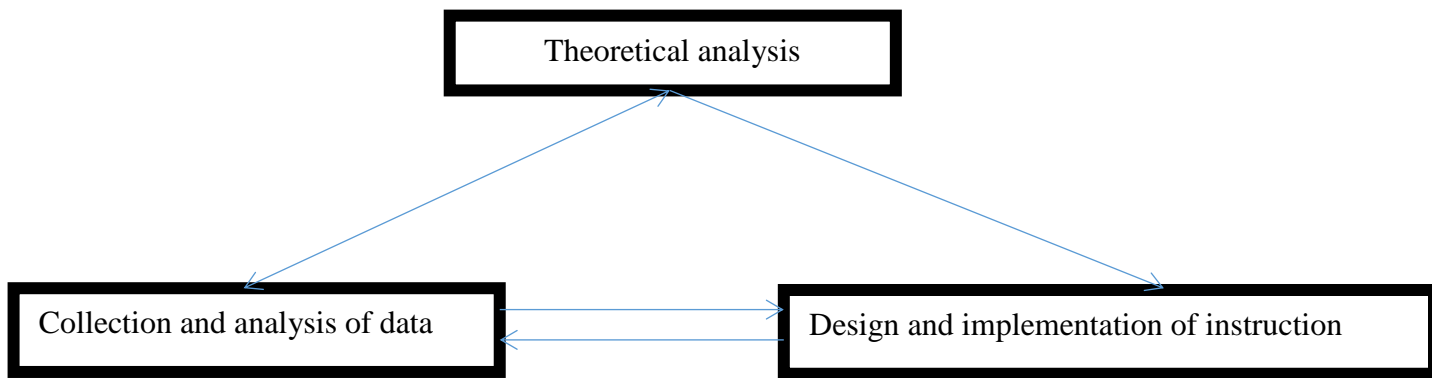 Theoretical analysis
Collection and analysis of data
Design and implementation of instruction